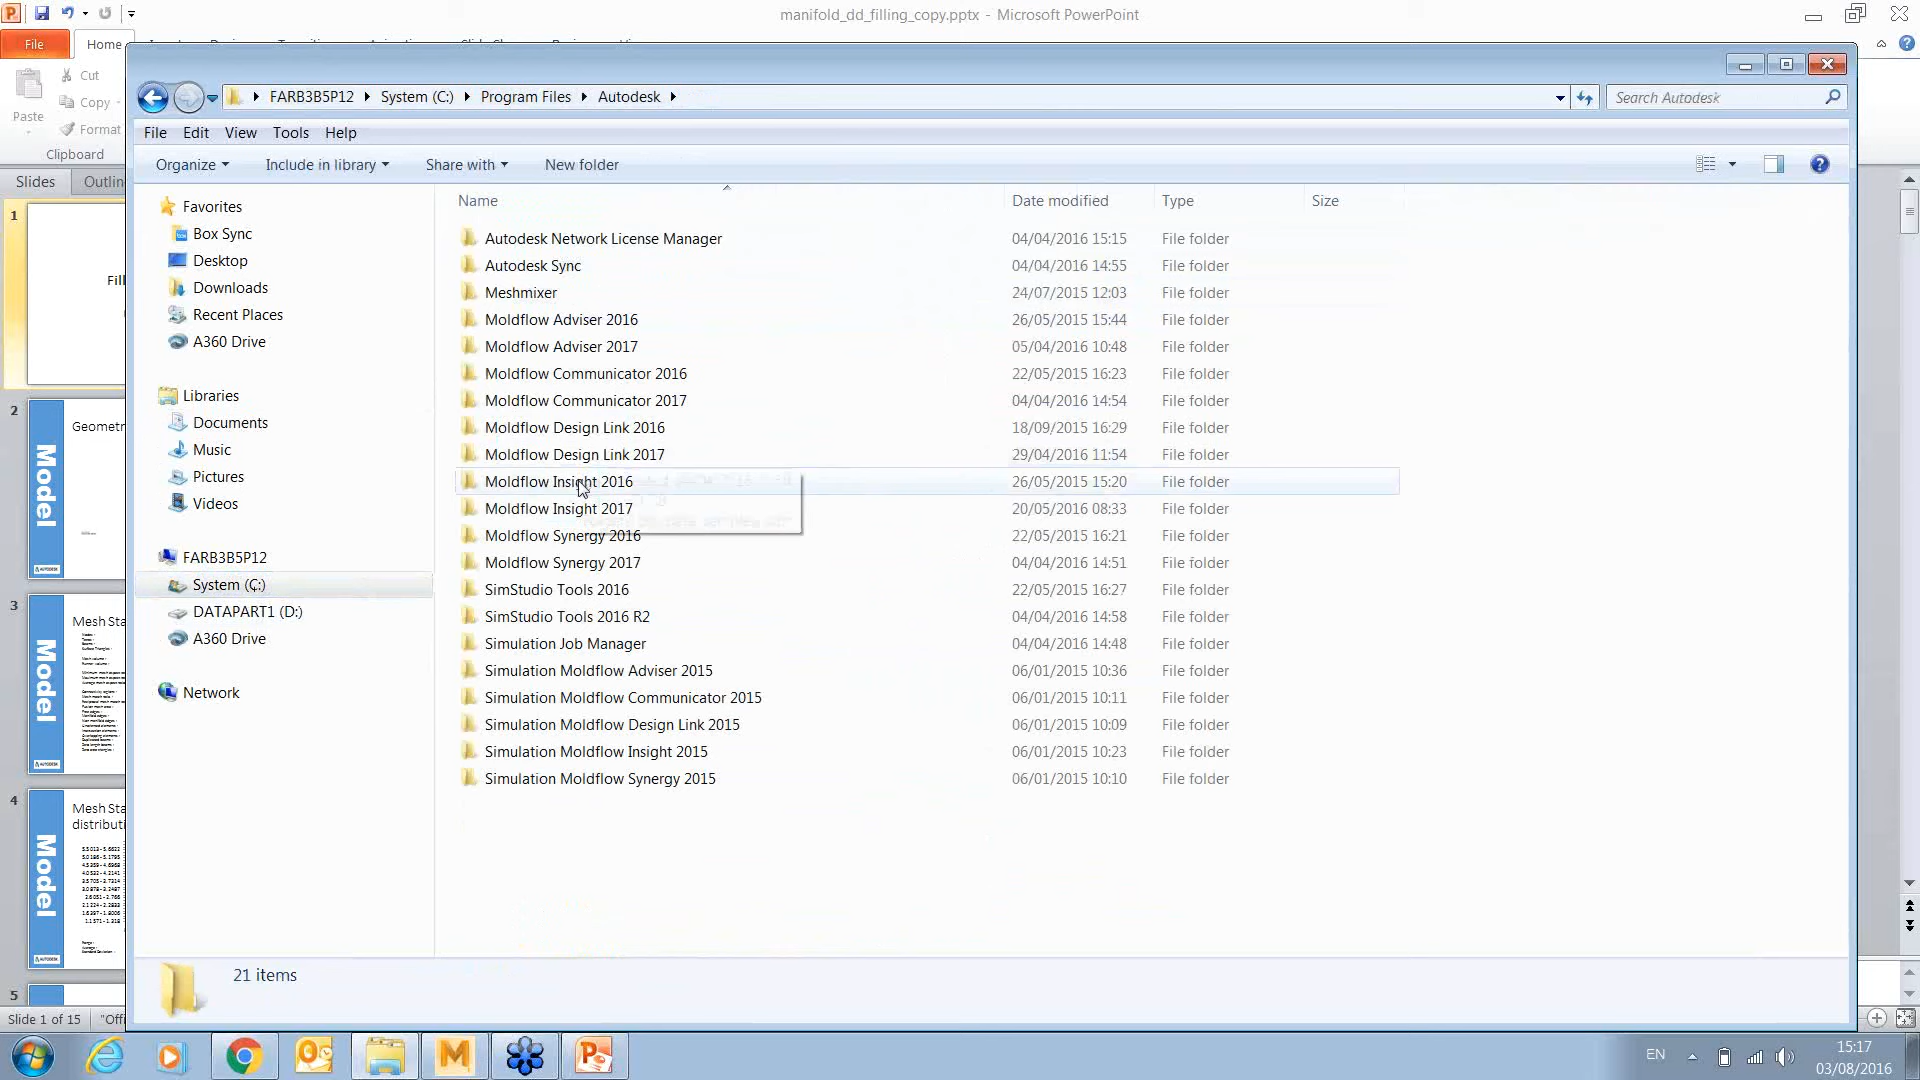 manifold_dd_filling_copy.pptx - Microsoft PowerPoint
File
Home
Cut
Copy
Paste
Format
Clipboard
Slides
Outlin
FARB3B5P12
System (C:)
Program Files
Autodesk
Search Autodesk
File Edit View Tools Help
Organize
Include in library
Share with
New folder
Name
Date modified
Type
Size
Favorites
Box Sync
Desktop
Downloads
Recent Places
A360 Drive
Libraries
Documents
Music
Pictures
Videos
FARB3B5P12
System (C:)
DATAPART1 (D:)
A360 Drive
Network
Autodesk Network License Manager 04/04/2016 15:15 File folder
Autodesk Sync 04/04/2016 14:55 File folder
Meshmixer 24/07/2015 12:03 File folder
Moldflow Adviser 2016 26/05/2015 15:44 File folder
Moldflow Adviser 2017 05/04/2016 10:48 File folder
Moldflow Communicator 2016 22/05/2015 16:23 File folder
Moldflow Communicator 2017 04/04/2016 14:54 File folder
Moldflow Design Link 2016 18/09/2015 16:29 File folder
Moldflow Design Link 2017 29/04/2016 11:54 File folder
Moldflow Insight 2016 26/05/2015 15:20 File folder
Moldflow Insight 2017 20/05/2016 08:33 File folder
Moldflow Synergy 2016 22/05/2015 16:21 File folder
Moldflow Synergy 2017 04/04/2016 14:51 File folder
SimStudio Tools 2016 22/05/2015 16:27 File folder
SimStudio Tools 2016 R2 04/04/2016 14:58 File folder
Simulation Job Manager 04/04/2016 14:48 File folder
Simulation Moldflow Adviser 2015 06/01/2015 10:36 File folder
Simulation Moldflow Communicator 2015 06/01/2015 10:11 File folder
Simulation Moldflow Design Link 2015 06/01/2015 10:09 File folder
Simulation Moldflow Insight 2015 06/01/2015 10:23 File folder
Simulation Moldflow Synergy 2015 06/01/2015 10:10 File folder
21 items
1
Fill
2
Geometr
Model
3
Mesh Sta
Model
4
Mesh Sta
distributi
Model
5
Slide 1 of 15
"Offi
EN
15:17
03/08/2016